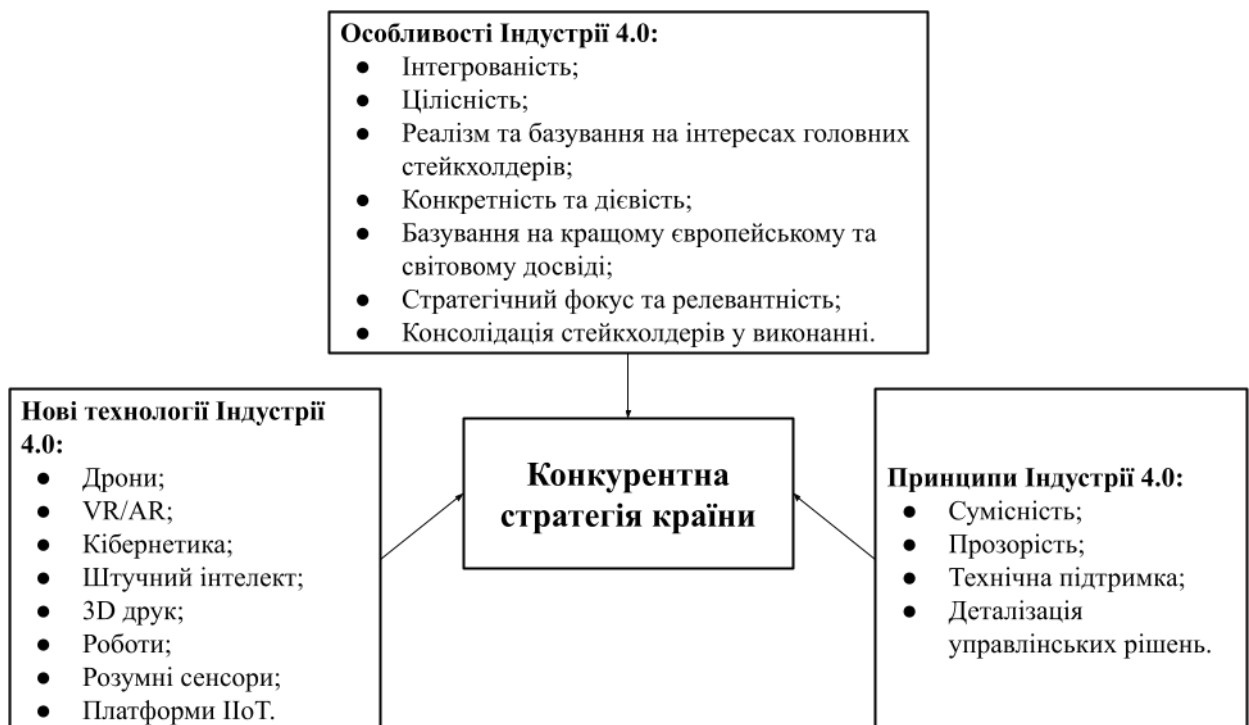 Особливості Індустрії 4.0:
● Інтегрованість;
● Цілісність;
● Реалізм та базування на інтересах головних
стейкхолдерів;
● Конкретність та дієвість;
● Базування на кращому європейському та
світовому досвіді;
● Стратегічний фокус та релевантність;
● Консолідація стейкхолдерів у виконанні.
Нові технології Індустрії
4.0:
● Дрони;
● VR/AR;
● Кібернетика;
● Штучний інтелект;
● 3D друк;
● Роботи;
● Розумні сенсори;
● Платформи ІІоТ.
Конкурентна
стратегія країни
Принципи Індустрії 4.0:
● Сумісність;
● Прозорість;
● Технічна підтримка;
● Деталізація
управлінських рішень.